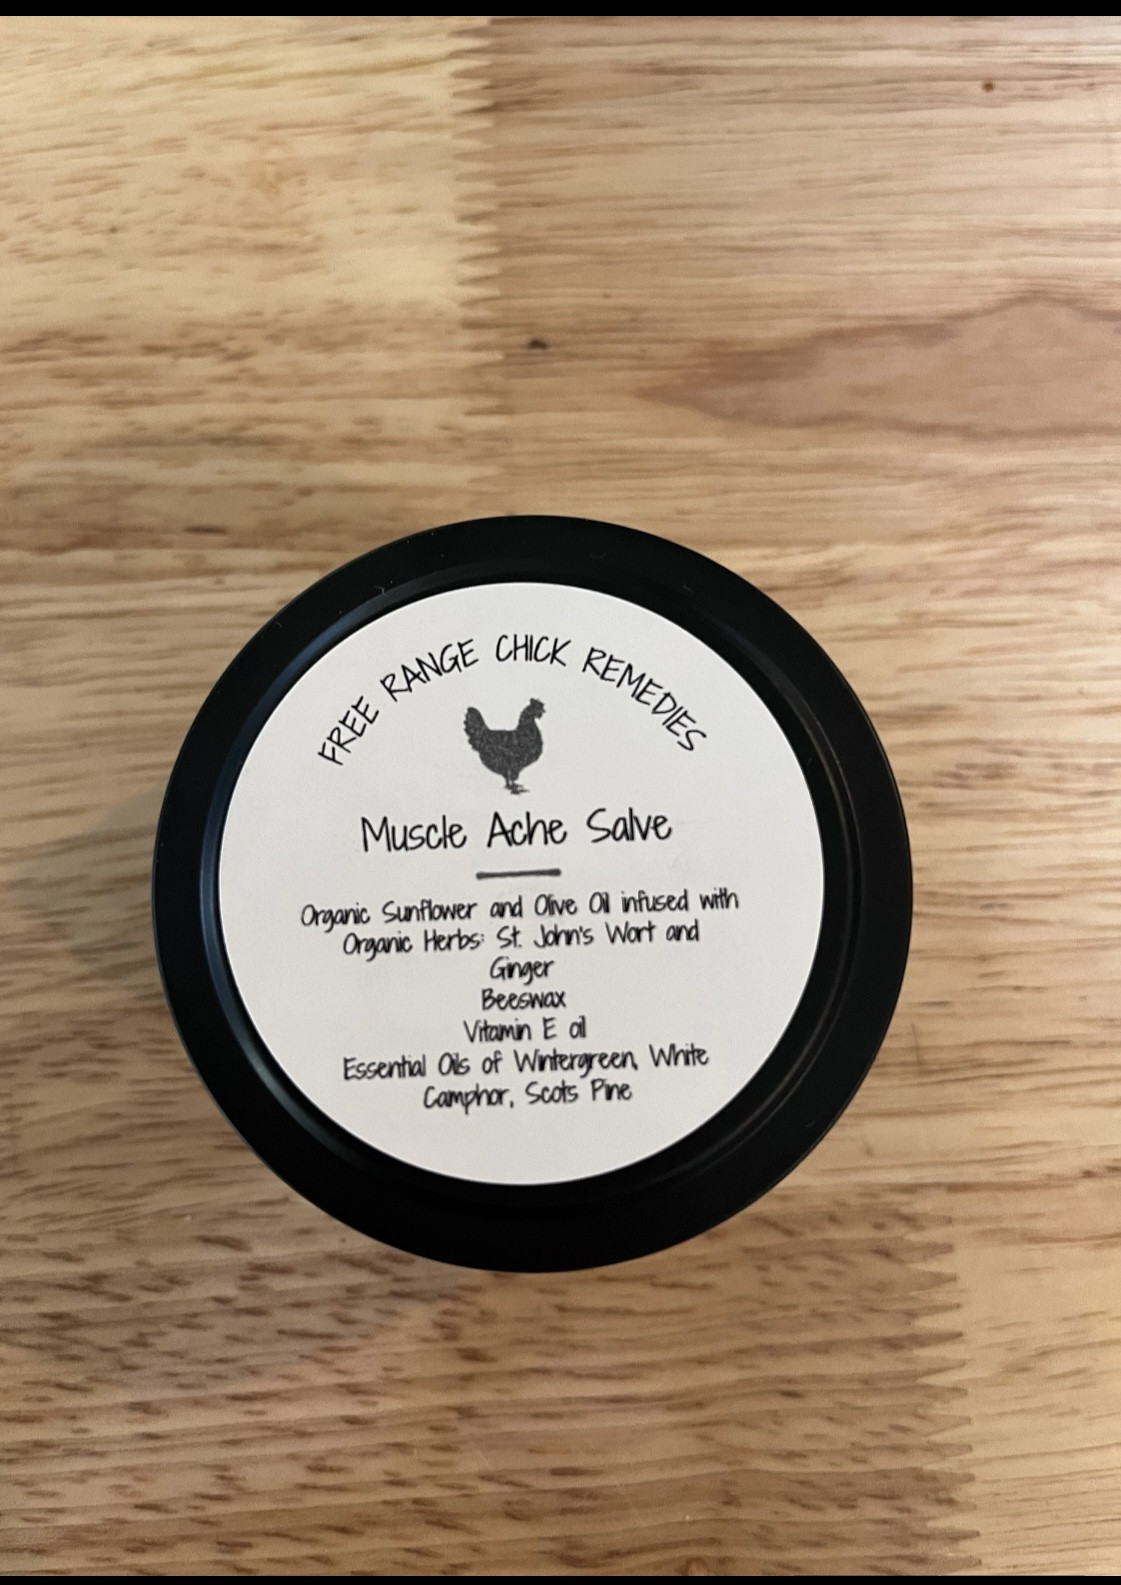 FREE RANGE CHICK REMEDIES
Muscle Ache Salve
Organic Sunflower and Olive Oil infused with
Organic Herbs: St. John's Wort and
Ginger
Beeswax
Vitamin E oil
Essential Oils of Wintergreen, White
Camphor, Scots Pine